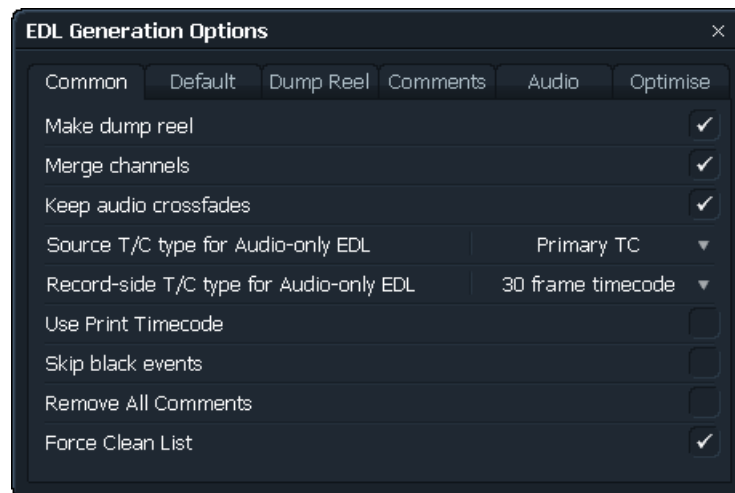 EDL Generation Options
Common Default Dump Reel Comments Audio Optimise
Make dump reel
Merge channels
Keep audio crossfades
Source T/C type for Audio-only EDL Primary TC
Record-side T/C type for Audio-only EDL 30 frame timecode
Use Print Timecode
Skip black events
Remove All Comments
Force Clean List